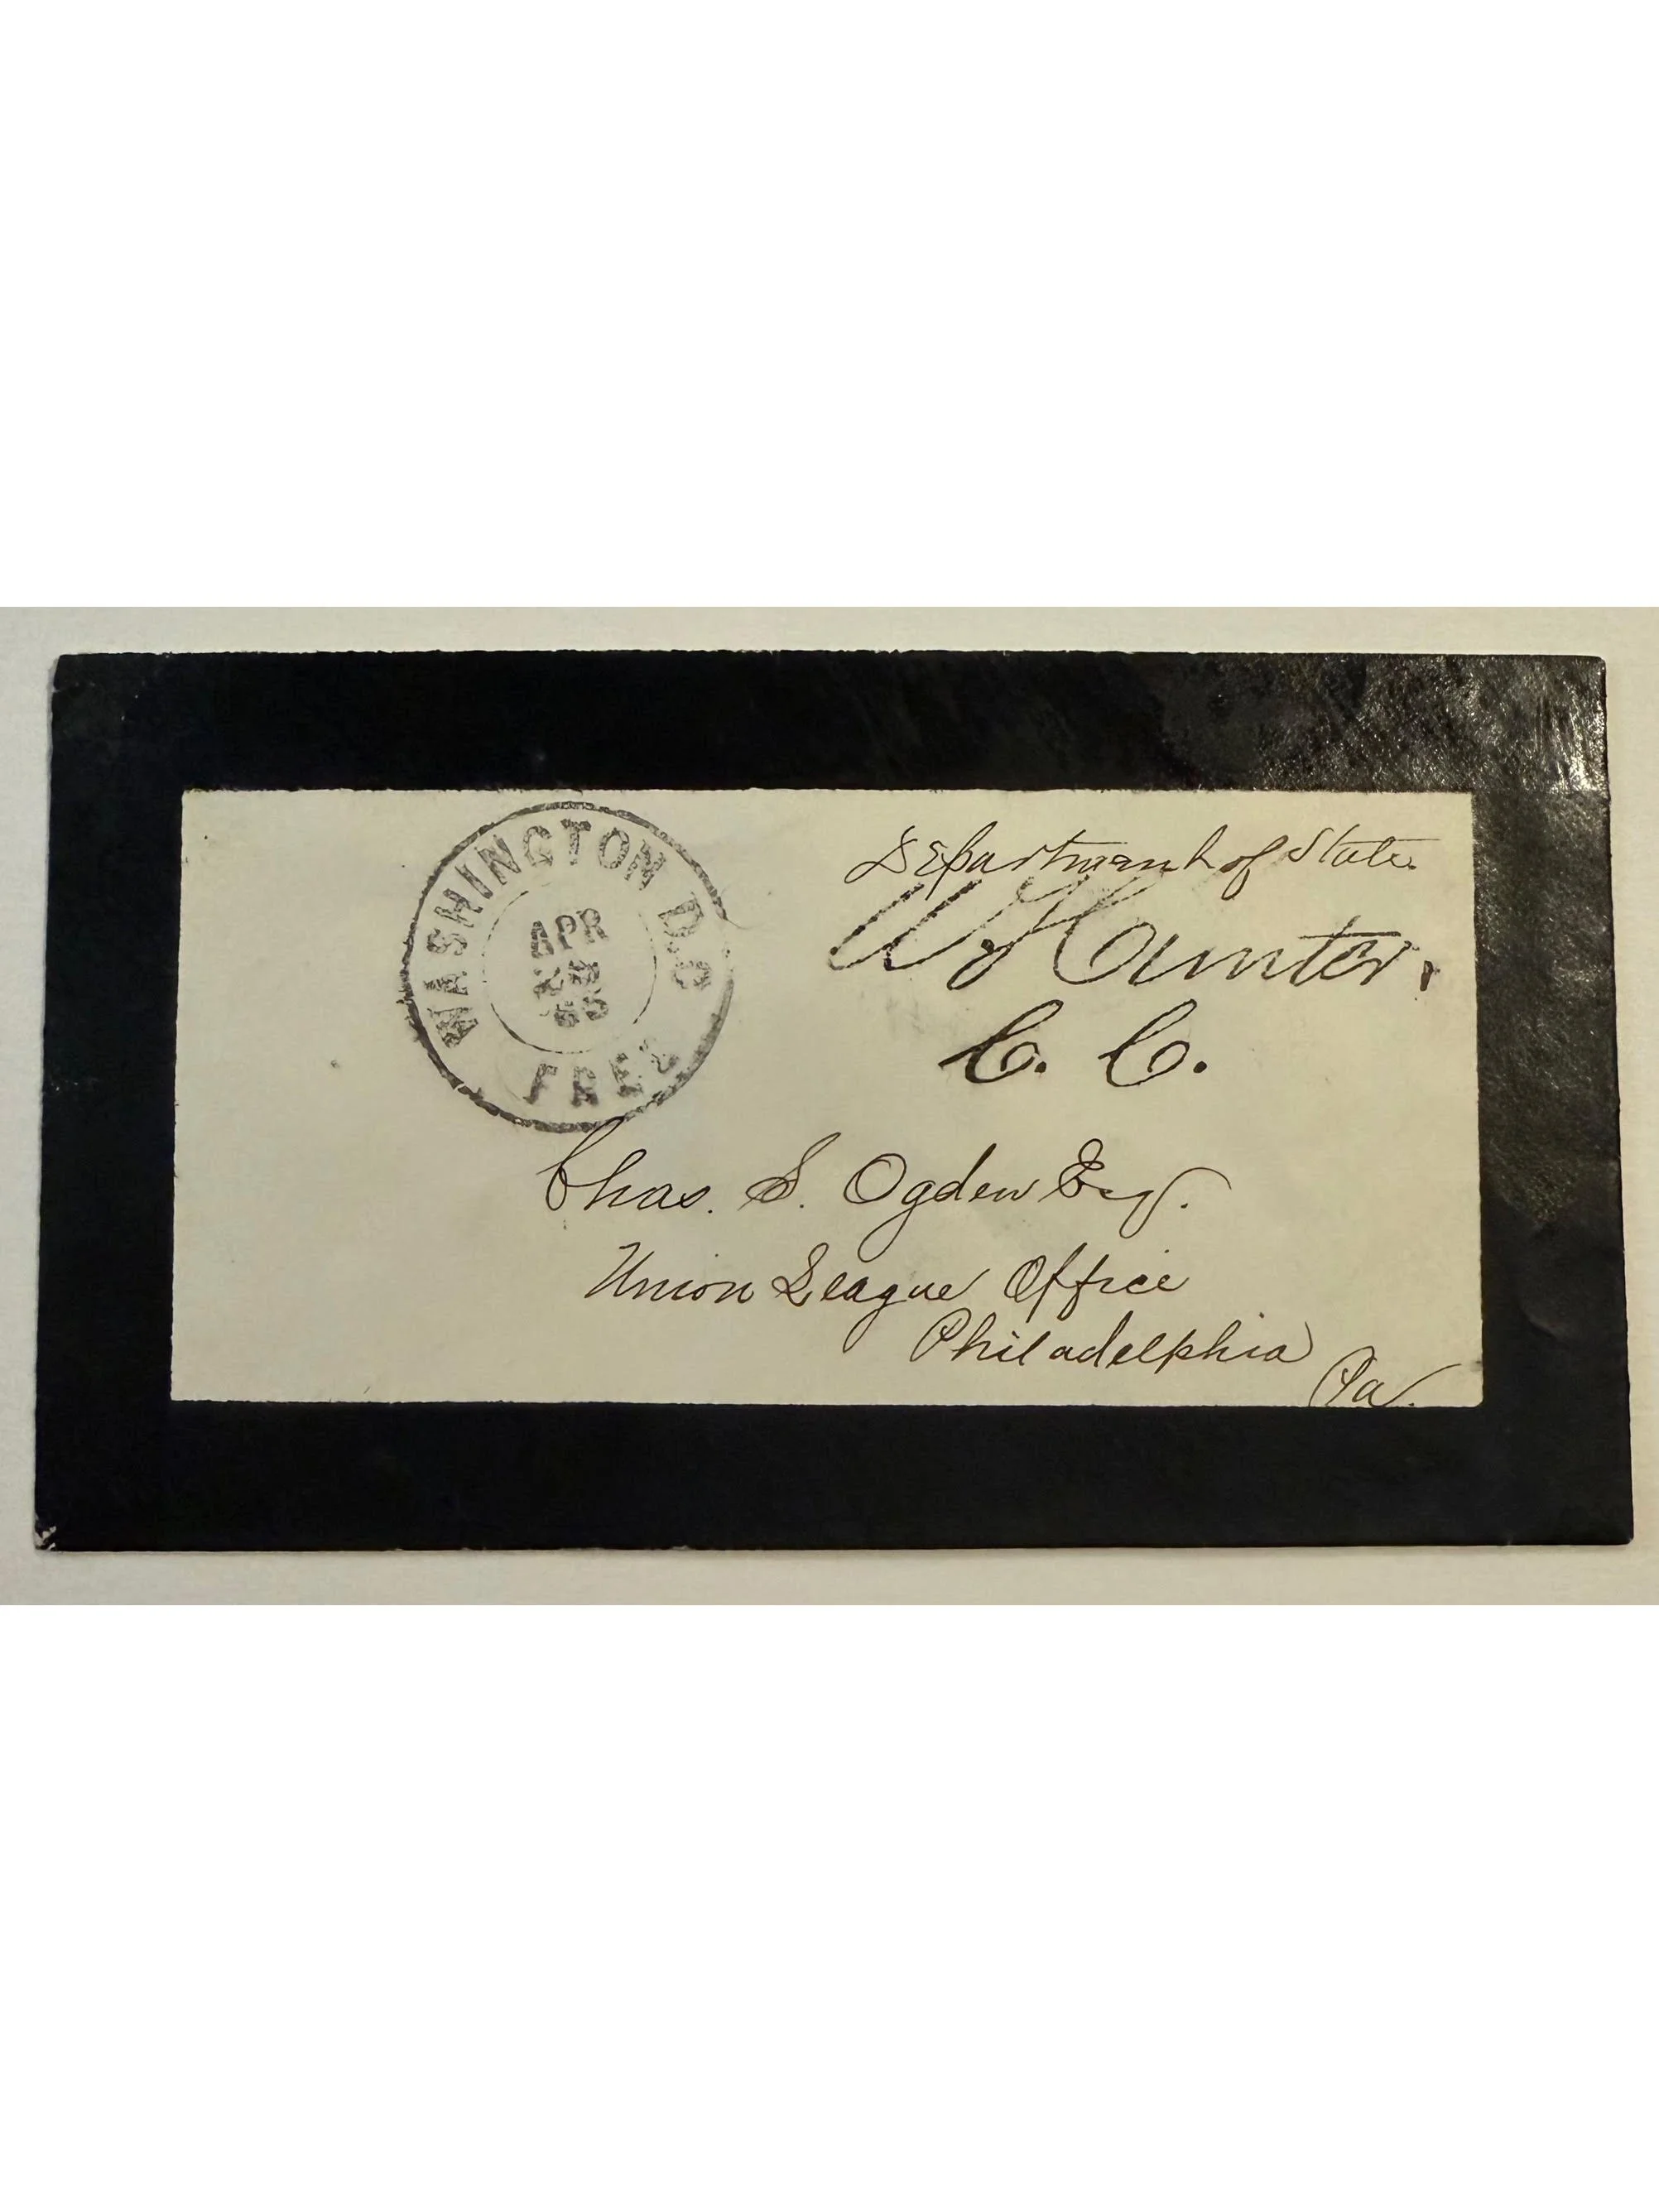 WASHINGTON D.C.
APR
'65
FREE
Department of State.
W Hunter,
C. C.
Chas. S. Ogden Esq.
Union League Office
Philadelphia
Pa.